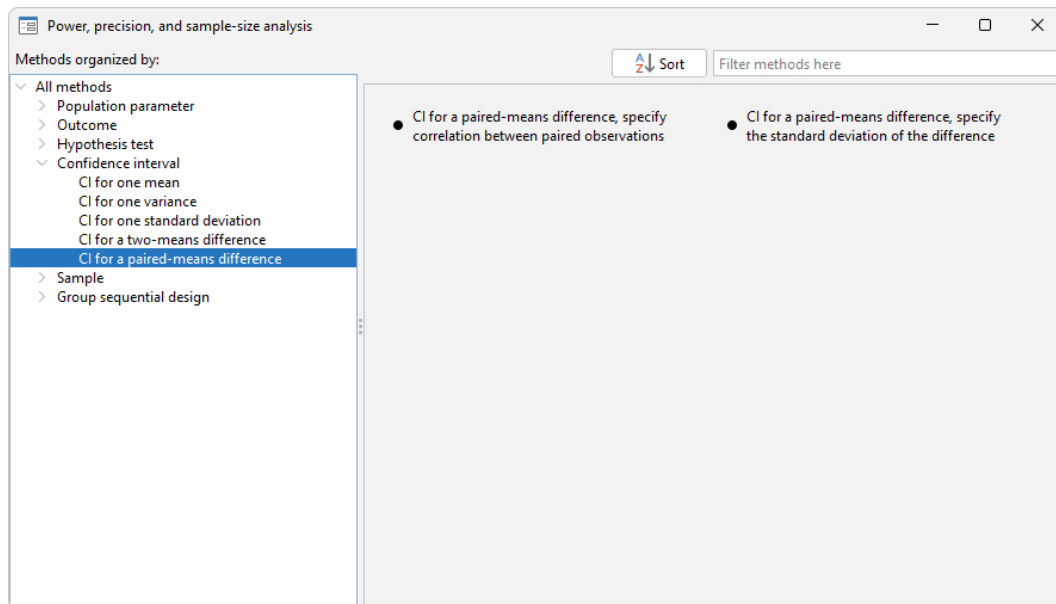 Power, precision, and sample-size analysis
Methods organized by:
Sort
Filter methods here
All methods
Population parameter
Outcome
Hypothesis test
Confidence interval
CI for one mean
CI for one variance
CI for one standard deviation
CI for a two-means difference
CI for a paired-means difference
Sample
Group sequential design
CI for a paired-means difference, specify
correlation between paired observations
CI for a paired-means difference, specify
the standard deviation of the difference